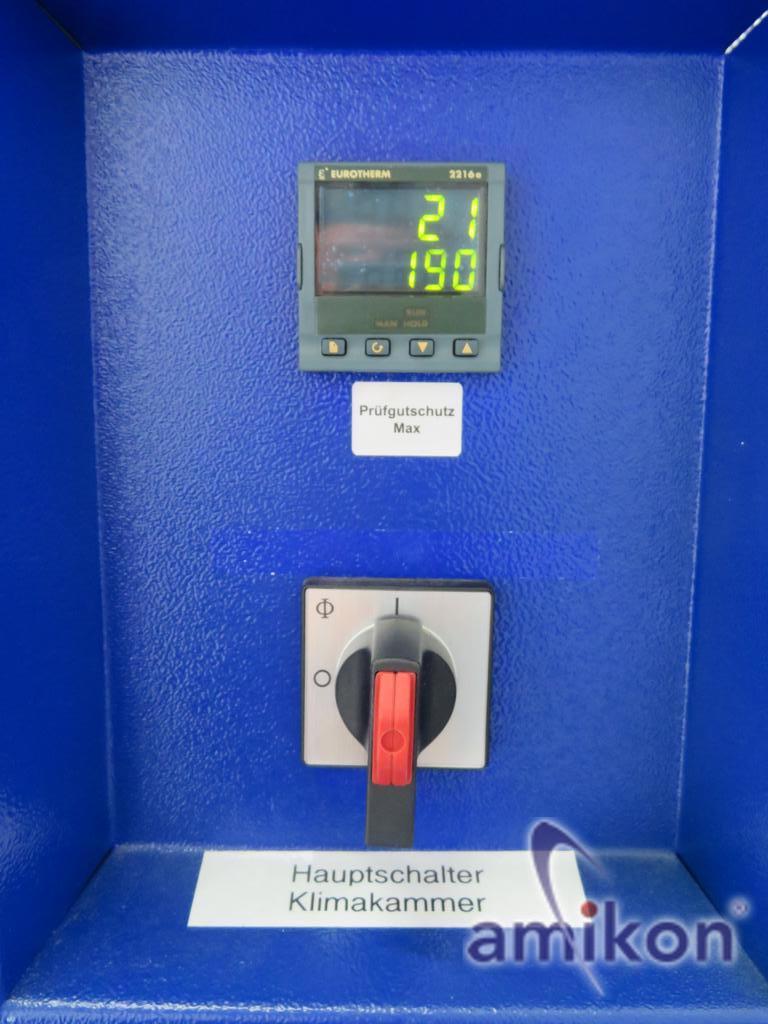 EUROTHERM 2216e
21
190
RUN
MAN HOLD
Prüfgutschutz
Max
I
O
Hauptschalter
Klimakammer
amikon®